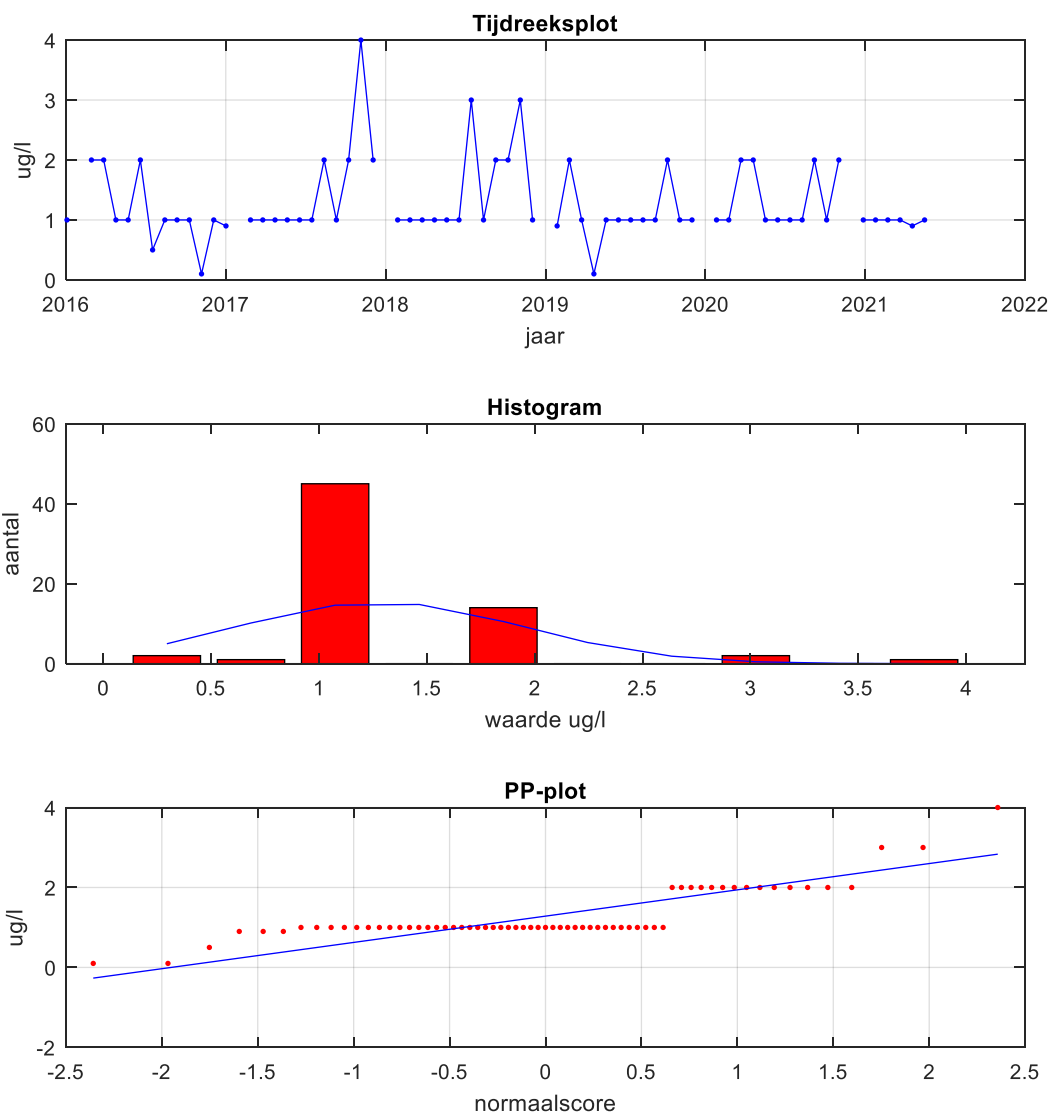 Tijdreeksplot
4
3
2
1
0
ug/l
2016 2017 2018 2019 2020 2021 2022
jaar
Histogram
60
40
20
0
aantal
0 0.5 1 1.5 2 2.5 3 3.5 4
waarde ug/l
PP-plot
4
2
0
-2
ug/l
-2.5 -2 -1.5 -1 -0.5 0 0.5 1 1.5 2 2.5
normaalscore